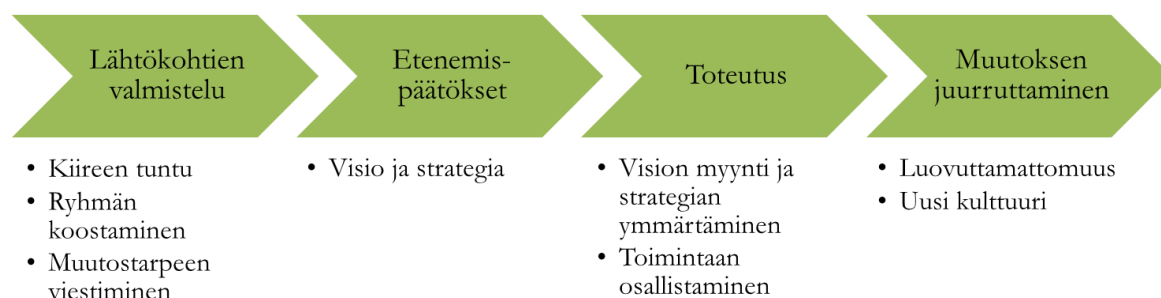 Lähtökohtien
valmistelu
Etenemis-
päätökset
Toteutus
Muutoksen
juurruttaminen
• Kiireen tuntu
• Ryhmän
koostaminen
• Muutostarpeen
viestiminen
• Visio ja strategia
• Vision myynti ja
strategian
ymmärtäminen
• Toimintaan
osallistaminen
• Luovuttamattomuus
• Uusi kulttuuri